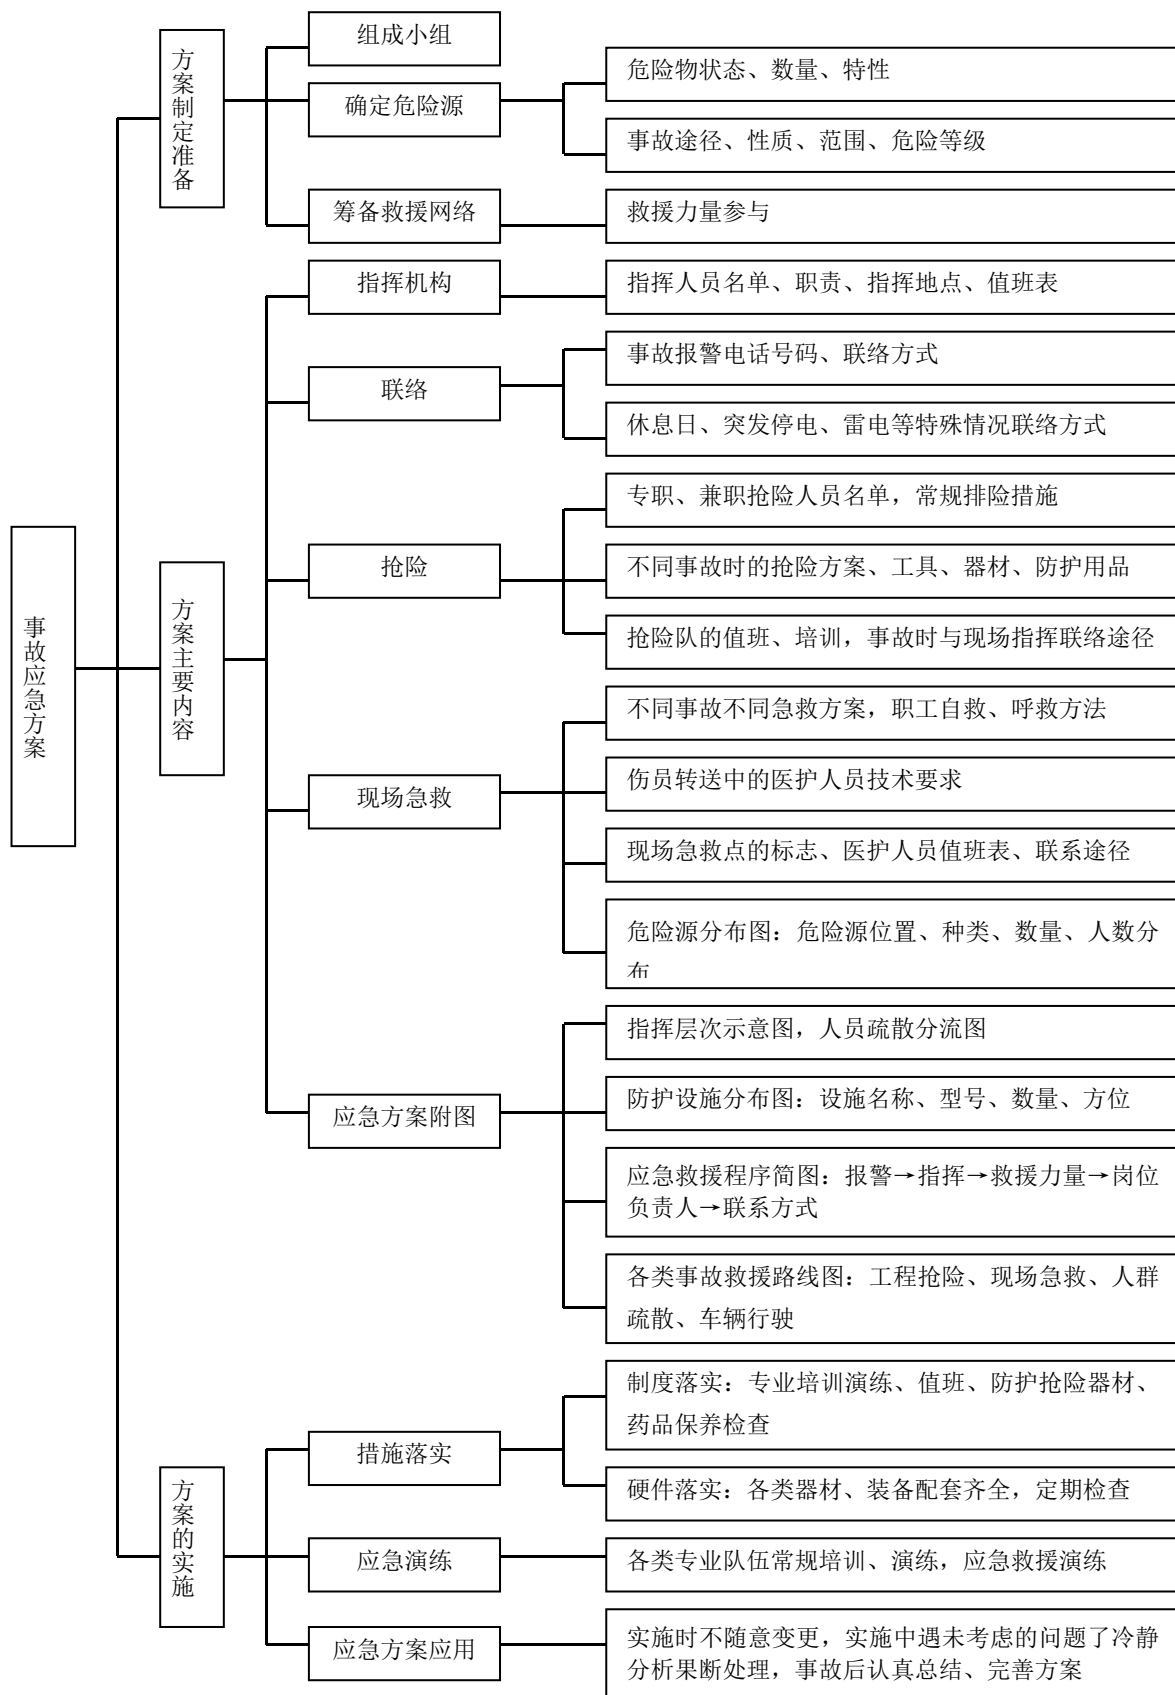 事故应急方案
方案制定准备
组成小组
确定危险源
危险物状态、数量、特性
事故途径、性质、范围、危险等级
筹备救援网络
救援力量参与
方案主要内容
指挥机构
指挥人员名单、职责、指挥地点、值班表
联络
事故报警电话号码、联络方式
休息日、突发停电、雷电等特殊情况联络方式
抢险
专职、兼职抢险人员名单，常规排险措施
不同事故时的抢险方案、工具、器材、防护用品
抢险队的值班、培训，事故时与现场指挥联络途径
现场急救
不同事故不同急救方案，职工自救、呼救方法
伤员转送中的医护人员技术要求
现场急救点的标志、医护人员值班表、联系途径
危险源分布图：危险源位置、种类、数量、人数分
布
应急方案附图
指挥层次示意图，人员疏散分流图
防护设施分布图：设施名称、型号、数量、方位
应急救援程序简图：报警→指挥→救援力量→岗位
负责人→联系方式
各类事故救援路线图：工程抢险、现场急救、人群
疏散、车辆行驶
方案的实施
措施落实
制度落实：专业培训演练、值班、防护抢险器材、
药品保养检查
硬件落实：各类器材、装备配套齐全，定期检查
应急演练
各类专业队伍常规培训、演练，应急救援演练
应急方案应用
实施时不随意变更，实施中遇未考虑的问题了冷静
分析果断处理，事故后认真总结、完善方案